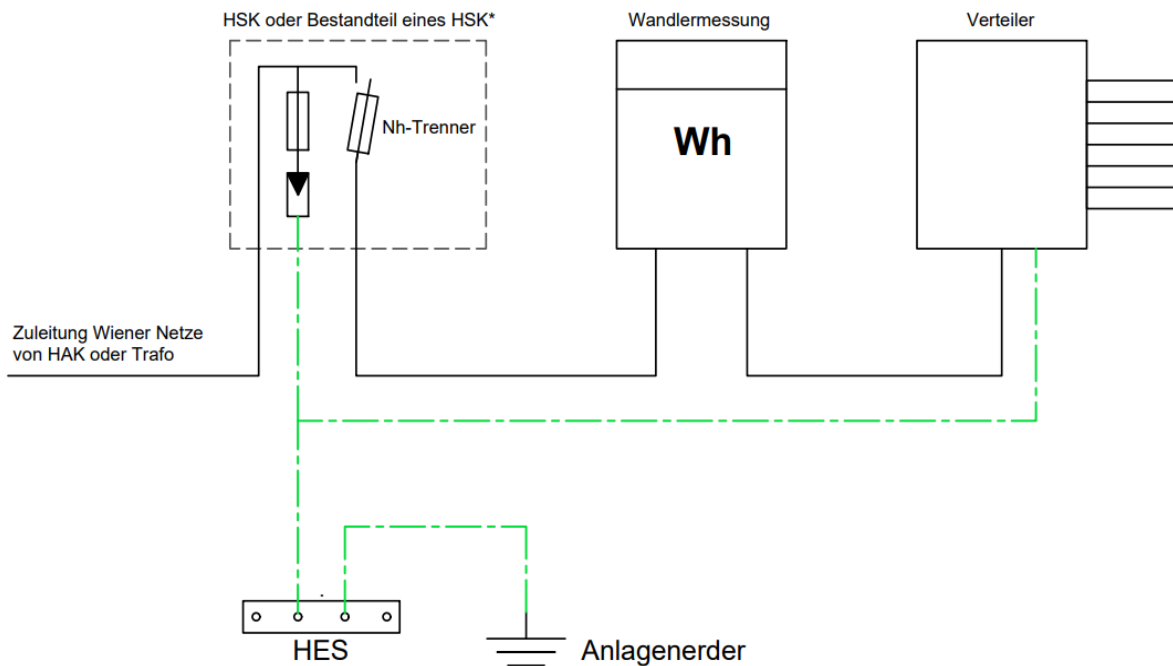 HSK oder Bestandteil eines HSK*
Wandlermessung
Verteiler
Nh-Trenner
Wh
Zuleitung Wiener Netze
von HAK oder Trafo
HES
Anlagenerder